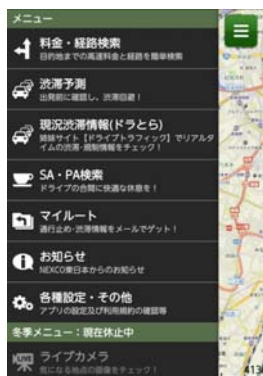 メニュー
料金・経路検索
目的地までの高速料金と経路を簡単検索
渋滞予測
出発前に確認し、渋滞回避！
現況渋滞情報(ドラとら)
姉妹サイト【ドライブトラフィック】でリアルタ
イムの渋滞・規制情報をチェック！
SA・PA検索
ドライブの合間に快適な休息を！
マイルート
通行止め・渋滞情報をメールでゲット！
お知らせ
NEXCO東日本からのお知らせ
各種設定・その他
アプリの設定及び利用規約の確認等
冬季メニュー：現在休止中
LIVE
ライブカメラ
気になる地点の画像をチェック！
413